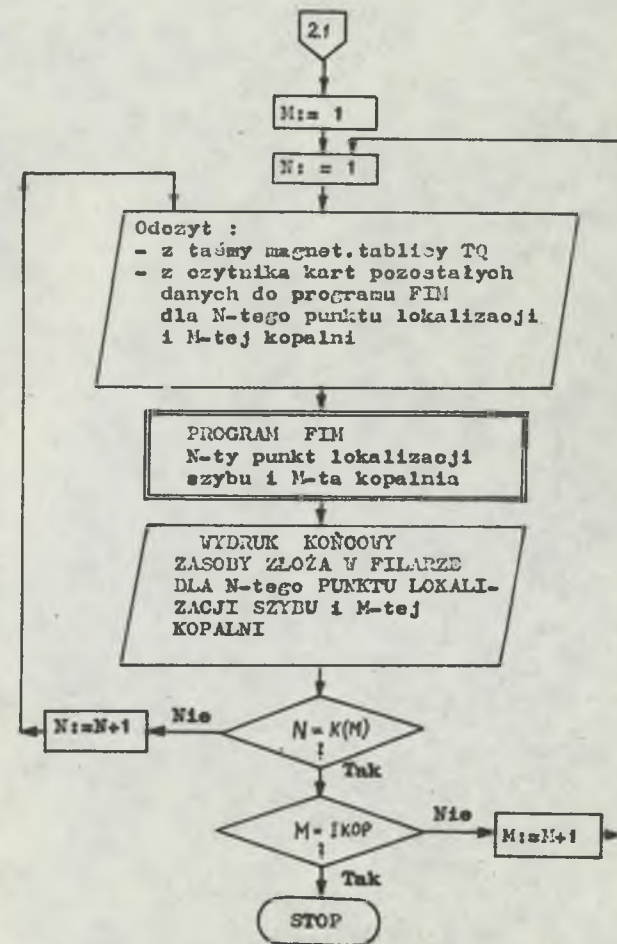 2.1
M:= 1
N: = 1
Odczyt :
- z taśmy magnet.tablicy TQ
- z czytnika kart pozostałych
danych do programu FIM
dla N-tego punktu lokalizacji
i M-tej kopalni
PROGRAM FIM
N-ty punkt lokalizacji
szybu i M-ta kopalnia
WYDRUK KOŃCOWY
ZASOBY ZŁOŻA W FILARZE
DLA N-tego PUNKTU LOKALI-
ZACJI SZYBU i M-tej
KOPALNI
N:=N+1
Nie
N = K(M)
?
Tak
M = IKOP
?
Nie
M:=M+1
Tak
STOP